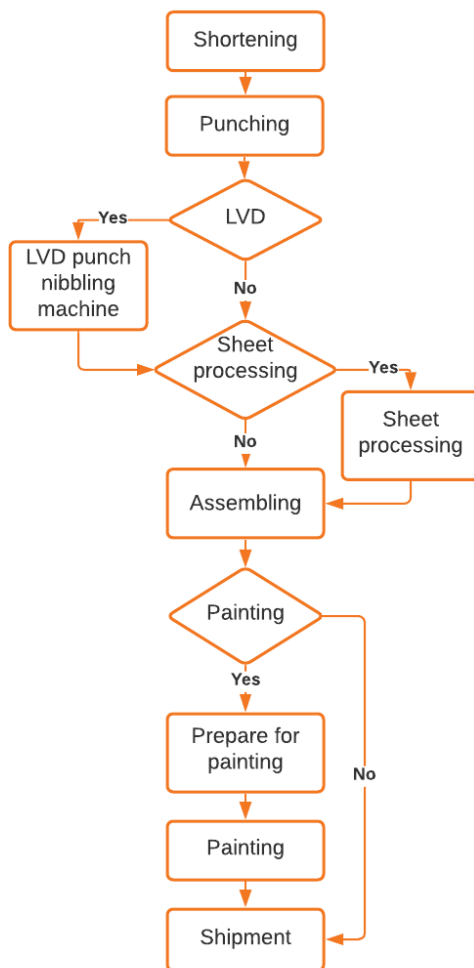 Shortening
Punching
LVD
Yes
LVD punch
nibbling
machine
No
Sheet
processing
Yes
Sheet
processing
No
Assembling
Painting
Yes
Prepare for
painting
No
Painting
Shipment